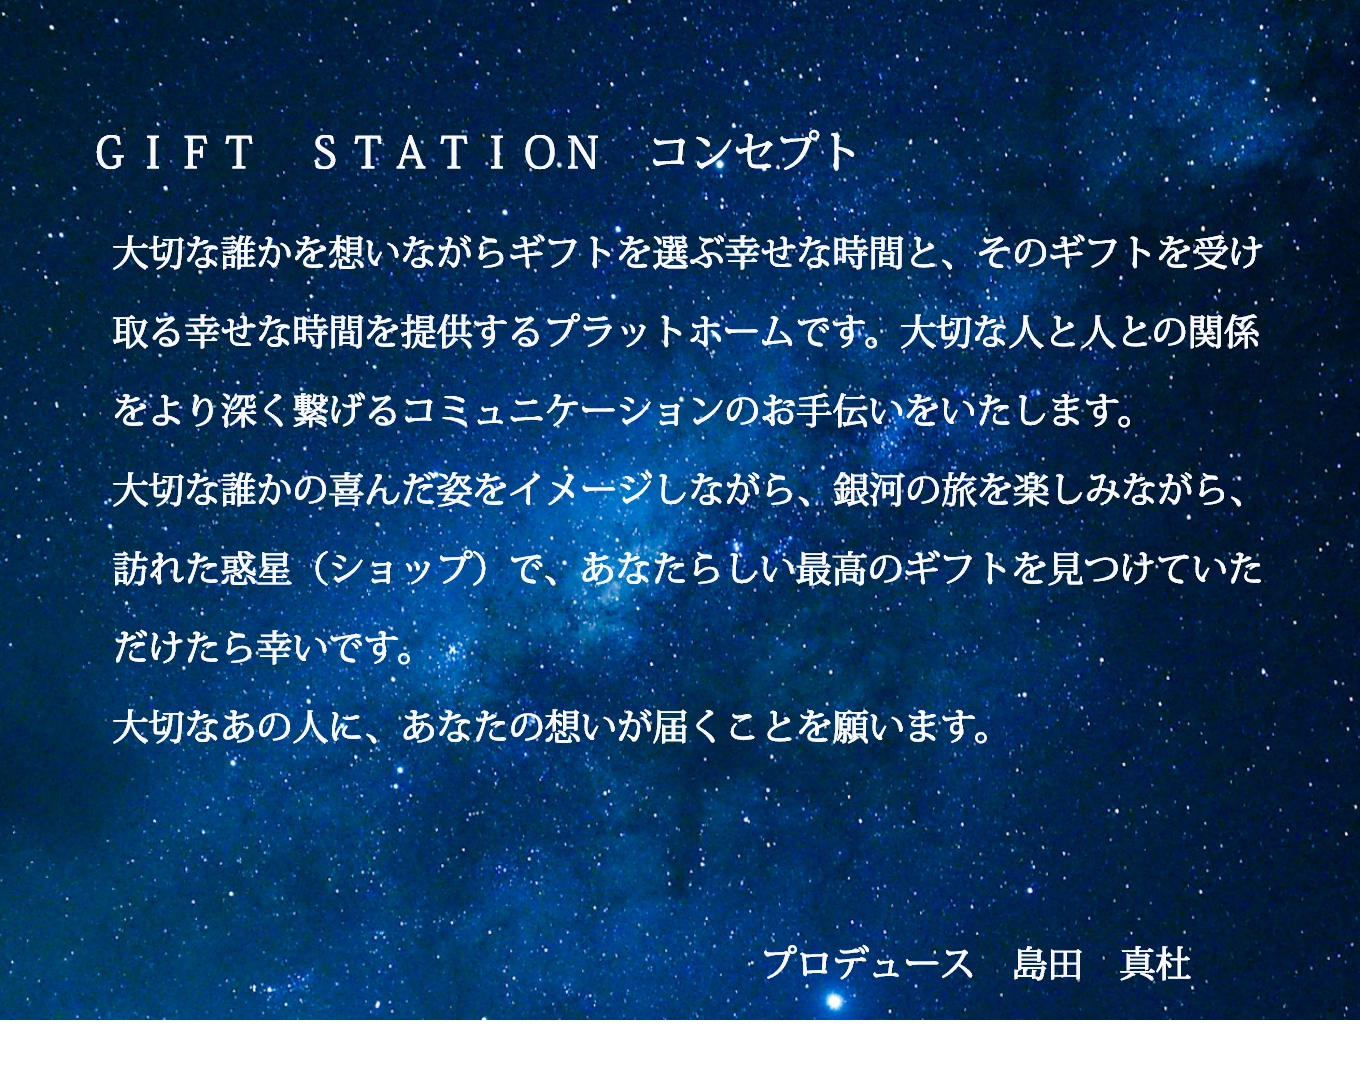 ＧＩＦＴ　ＳＴＡＴＩＯＮ　コンセプト
大切な誰かを想いながらギフトを選ぶ幸せな時間と、そのギフトを受け
取る幸せな時間を提供するプラットホームです。大切な人と人との関係
をより深く繋げるコミュニケーションのお手伝いをいたします。
大切な誰かの喜んだ姿をイメージしながら、銀河の旅を楽しみながら、
訪れた惑星（ショップ）で、あなたらしい最高のギフトを見つけていた
だけたら幸いです。
大切なあの人に、あなたの想いが届くことを願います。
プロデュース　島田　真杜